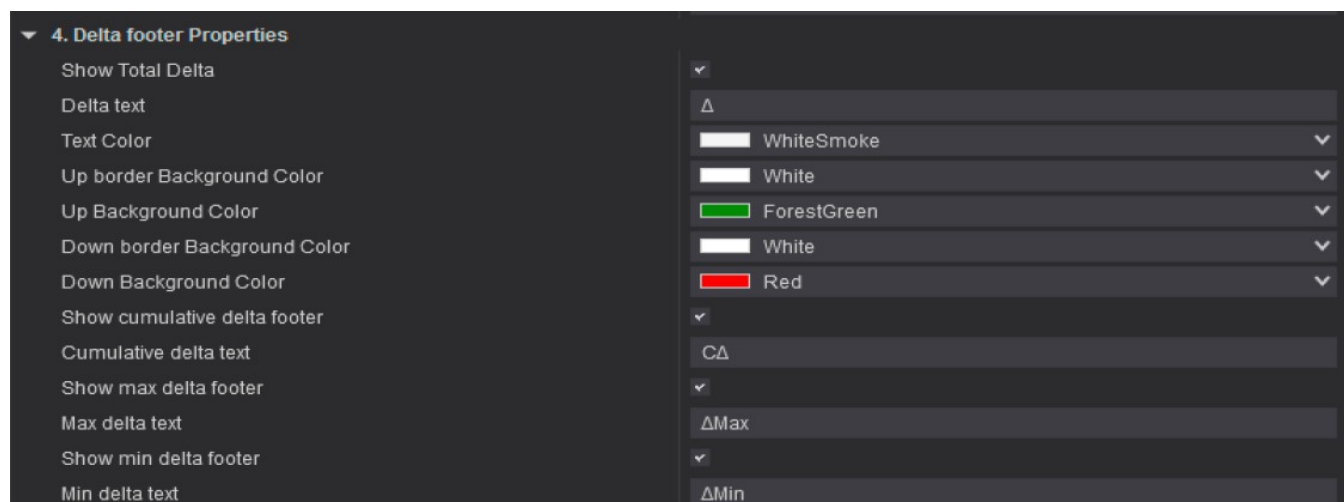 4. Delta footer Properties
Show Total Delta
Delta text Δ
Text Color WhiteSmoke
Up border Background Color White
Up Background Color ForestGreen
Down border Background Color White
Down Background Color Red
Show cumulative delta footer
Cumulative delta text CΔ
Show max delta footer
Max delta text ΔMax
Show min delta footer
Min delta text ΔMin